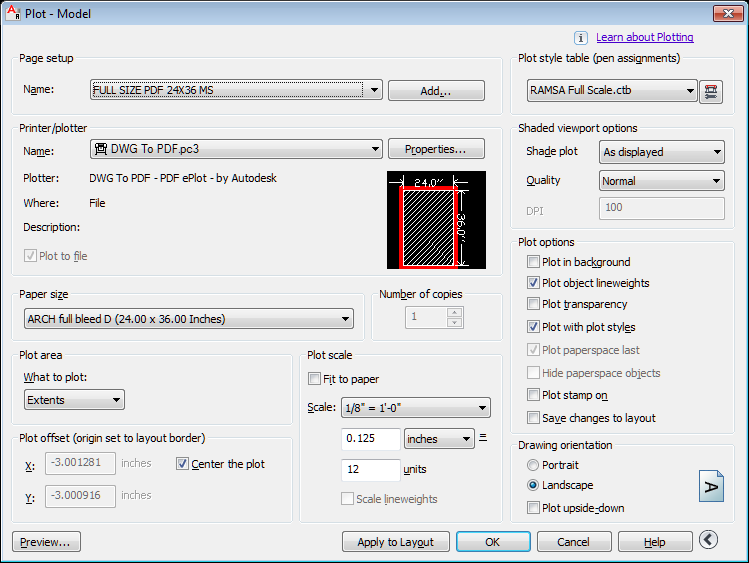 Plot - Model
Learn about Plotting
Page setup
Name:
FULL SIZE PDF 24X36 MS
Add...
Printer/plotter
Name:
DWG To PDF.pc3
Properties...
Plotter:
DWG To PDF - PDF ePlot - by Autodesk
Where:
File
Description:
Plot to file
24.0''
36.0''
Paper size
ARCH full bleed D (24.00 x 36.00 Inches)
Number of copies
1
Plot area
What to plot:
Extents
Plot offset (origin set to layout border)
X:
-3.001281
inches
Center the plot
Y:
-3.000916
inches
Plot scale
Fit to paper
Scale:
1/8" = 1'-0"
0.125
inches
=
12
units
Scale lineweights
Plot style table (pen assignments)
RAMSA Full Scale.ctb
Shaded viewport options
Shade plot
As displayed
Quality
Normal
DPI
100
Plot options
Plot in background
Plot object lineweights
Plot transparency
Plot with plot styles
Plot paperspace last
Hide paperspace objects
Plot stamp on
Save changes to layout
Drawing orientation
Portrait
Landscape
Plot upside-down
A
Preview...
Apply to Layout
OK
Cancel
Help